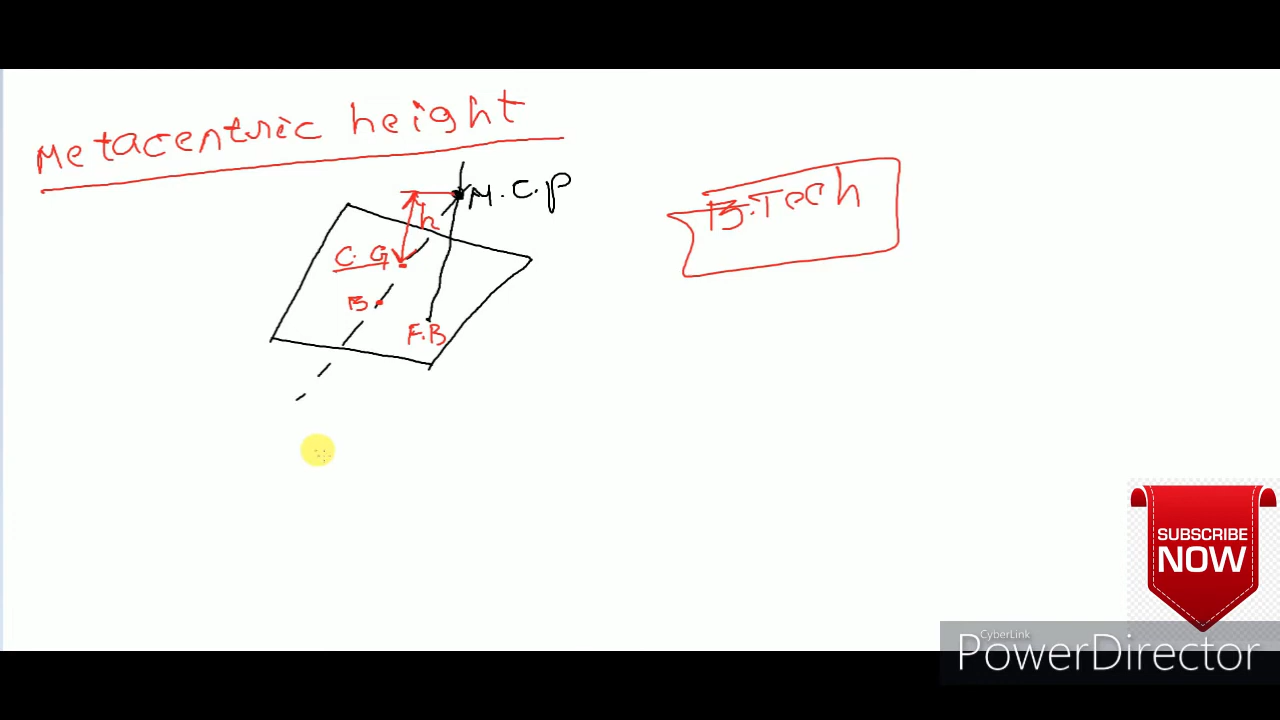 Metacentric height
M.C.P
h
C.G
B
F.B
B.Tech
SUBSCRIBE
NOW
CyberLink
PowerDirector